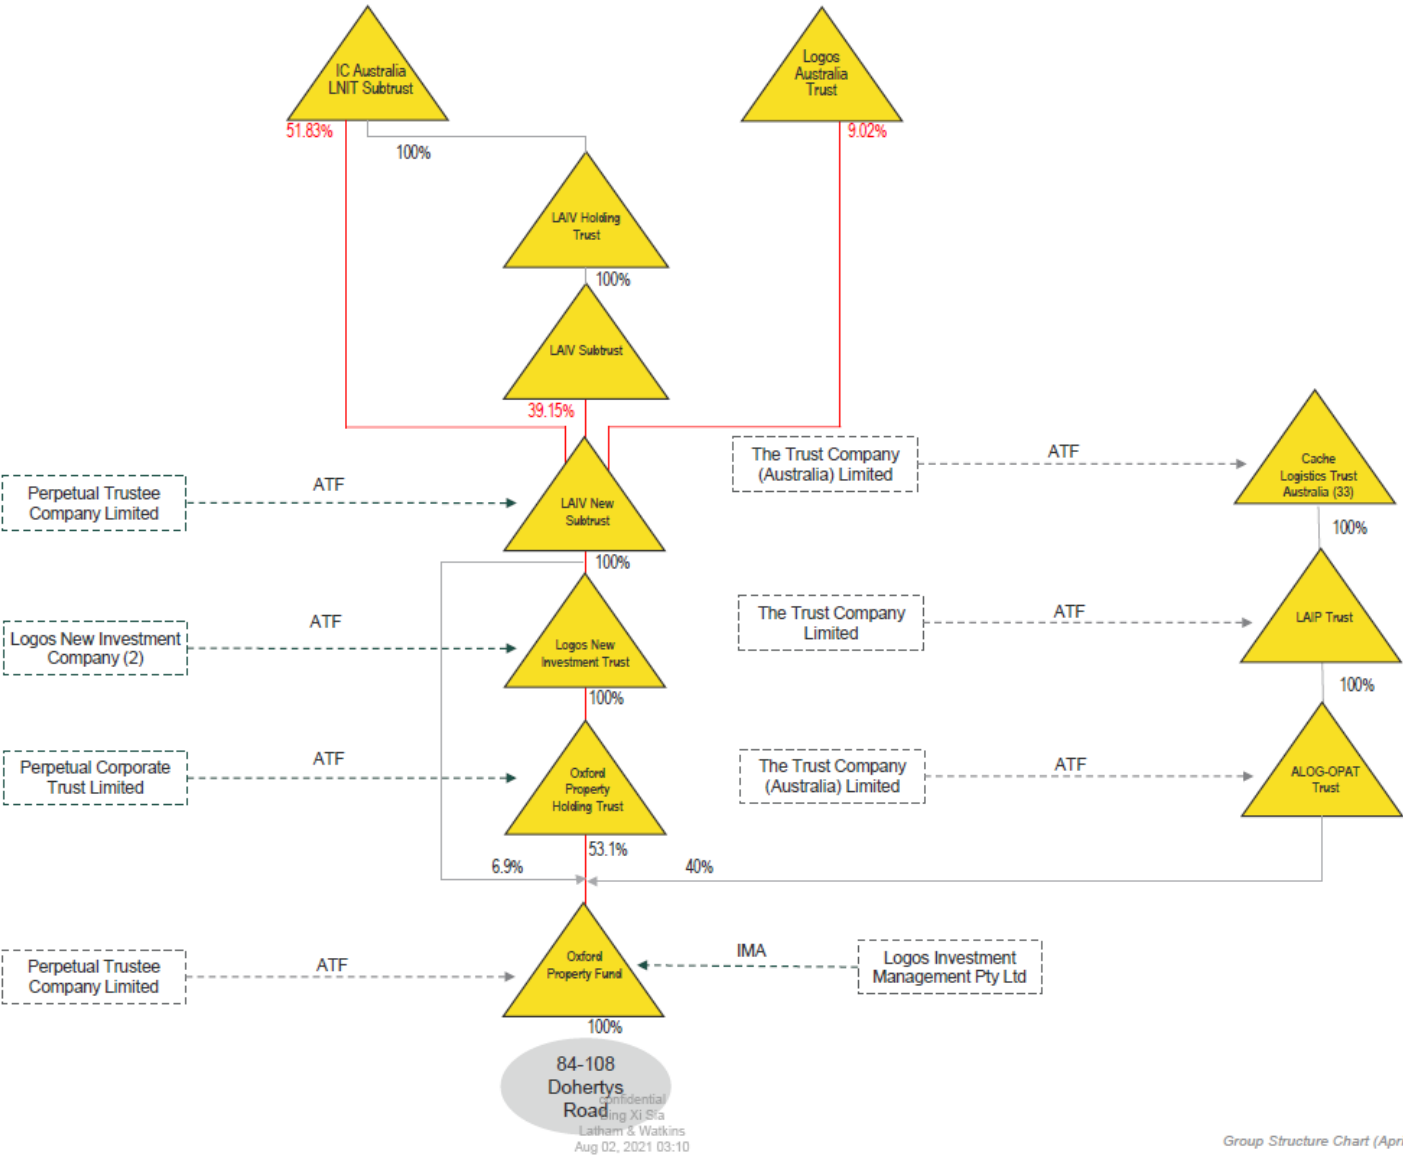 IC Australia
LNIT Subtrust
Logos
Australia
Trust
51.83%
9.02%
100%
LAIV Holding
Trust
100%
LAIV Subtrust
39.15%
The Trust Company
(Australia) Limited
ATF
Cache
Logistics Trust
Australia (33)
Perpetual Trustee
Company Limited
ATF
LAIV New
Subtrust
100%
100%
Logos New Investment
Company (2)
ATF
Logos New
Investment Trust
The Trust Company
Limited
ATF
LAIP Trust
100%
100%
Perpetual Corporate
Trust Limited
ATF
Oxford
Property
Holding Trust
The Trust Company
(Australia) Limited
ATF
ALOG-OPAT
Trust
53.1%
6.9%
40%
Perpetual Trustee
Company Limited
ATF
Oxford
Property Fund
IMA
Logos Investment
Management Pty Ltd
100%
84-108
Dohertys
Road
confidential
Bing Xi Sia
Latham & Watkins
Aug 02, 2021 03:10
Group Structure Chart (Apri